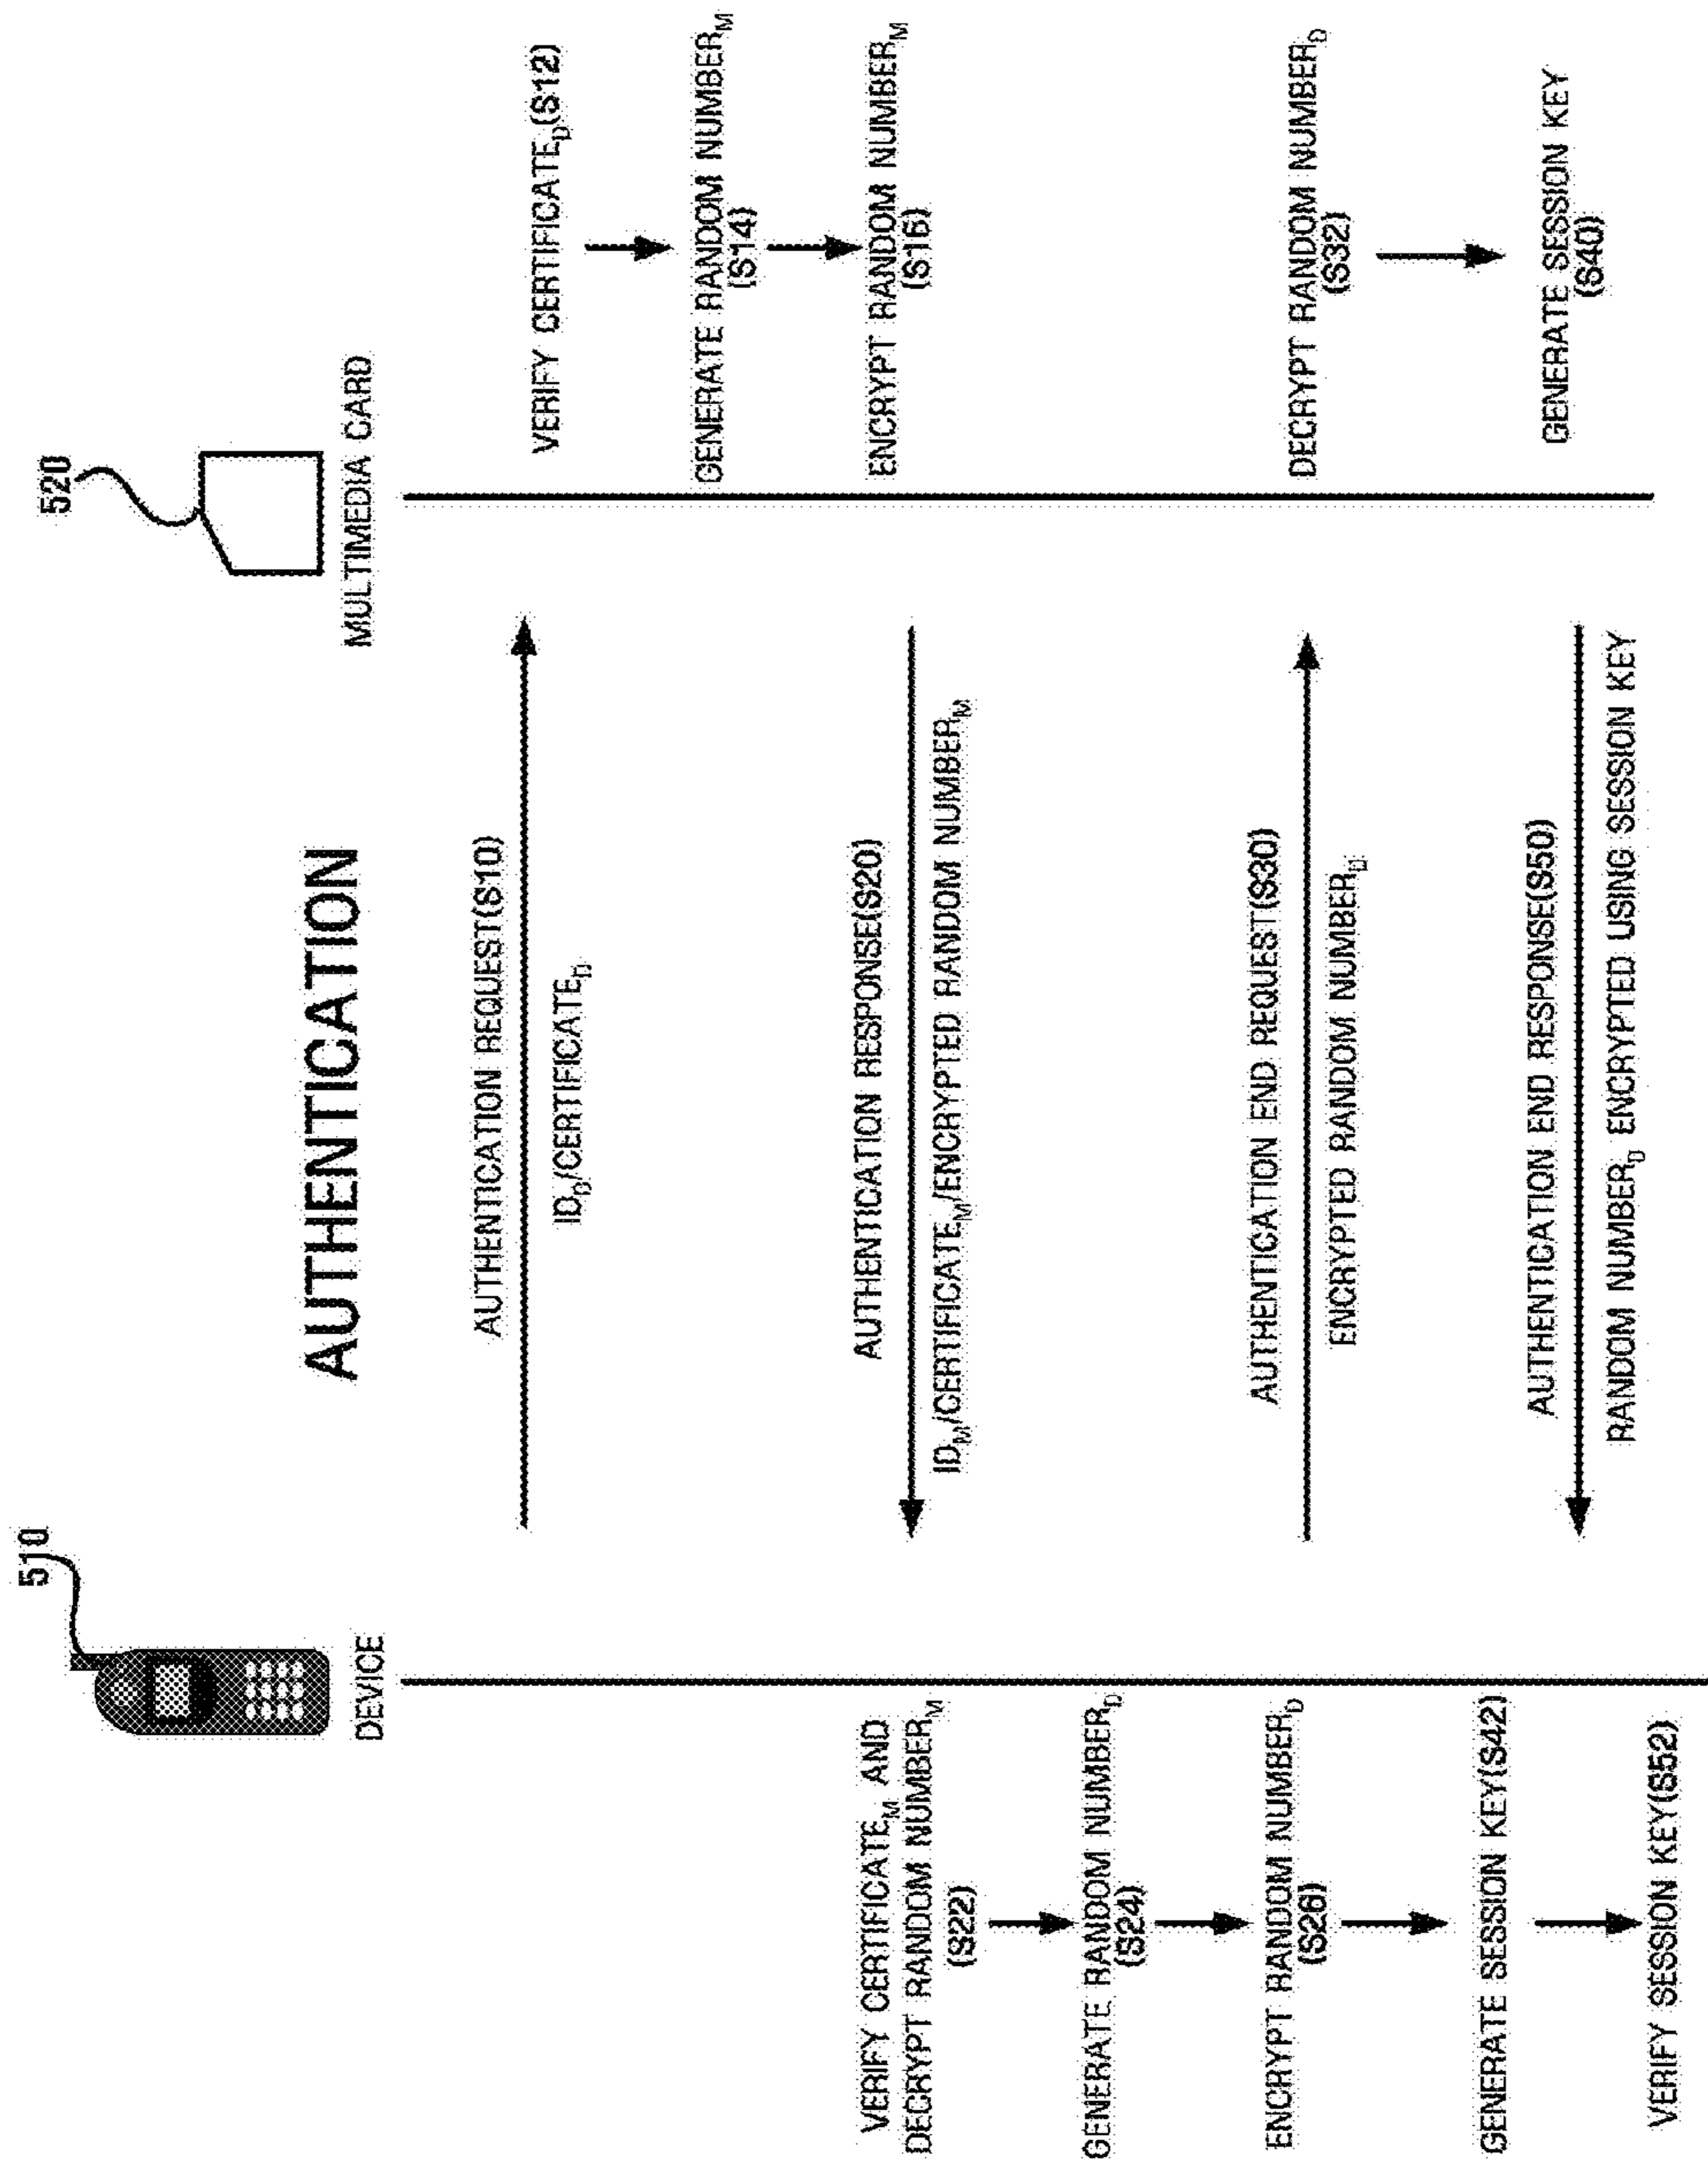 AUTHENTICATION
510
DEVICE
520
MULTIMEDIA CARD
AUTHENTICATION REQUEST(S10)
ID_D/CERTIFICATE_D
VERIFY CERTIFICATE_D(S12)
GENERATE RANDOM NUMBER_M
(S14)
ENCRYPT RANDOM NUMBER_M
(S16)
AUTHENTICATION RESPONSE(S20)
ID_M/CERTIFICATE_M/ENCRYPTED RANDOM NUMBER_M
VERIFY CERTIFICATE_M AND
DECRYPT RANDOM NUMBER_M
(S22)
GENERATE RANDOM NUMBER_D
(S24)
ENCRYPT RANDOM NUMBER_D
(S26)
AUTHENTICATION END REQUEST(S30)
ENCRYPTED RANDOM NUMBER_D
DECRYPT RANDOM NUMBER_D
(S32)
GENERATE SESSION KEY(S42)
GENERATE SESSION KEY
(S40)
AUTHENTICATION END RESPONSE(S50)
RANDOM NUMBER_D ENCRYPTED USING SESSION KEY
VERIFY SESSION KEY(S52)